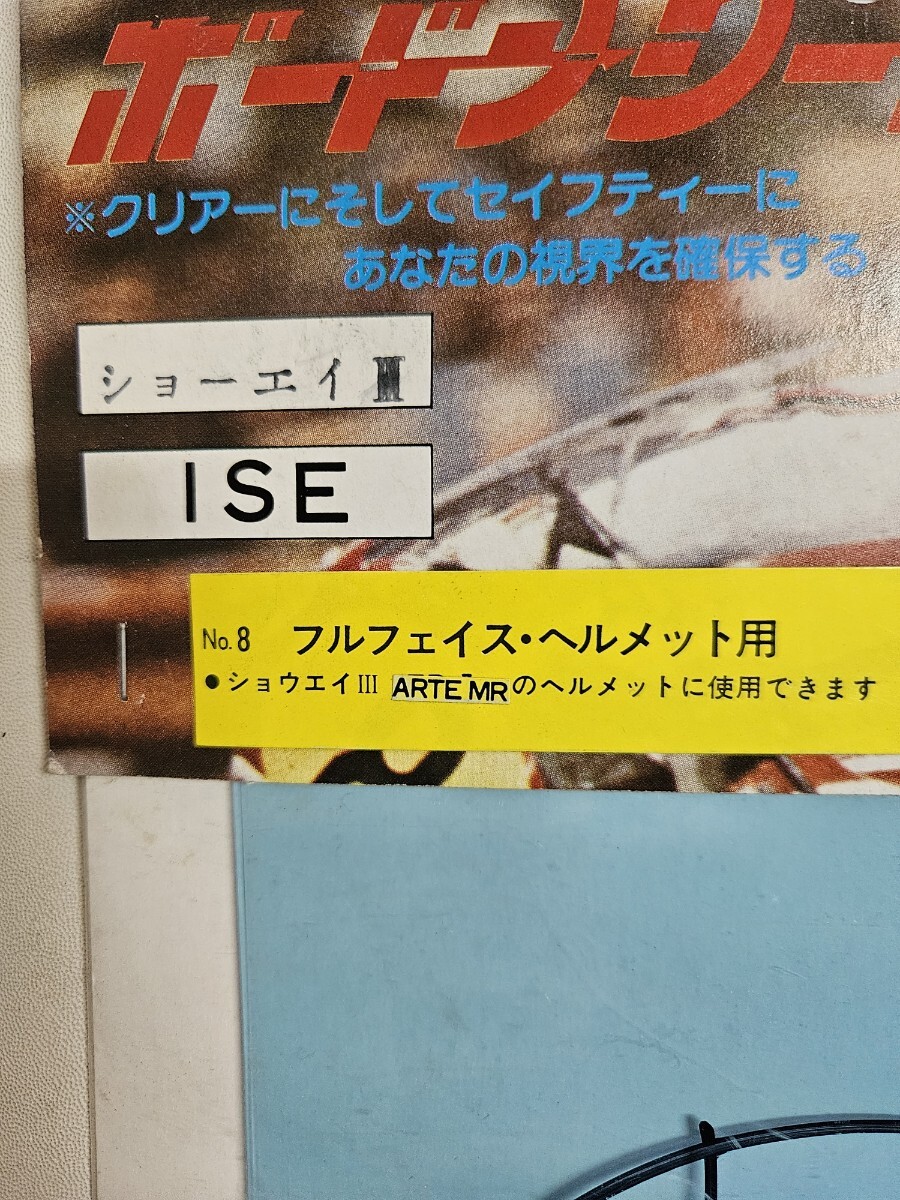 ボードフリー
※クリアーにそしてセイフティーに
あなたの視界を確保する
ショーエイⅢ
ISE
No.8 フルフェイス・ヘルメット用
●ショウエイIII ARTE MRのヘルメットに使用できます